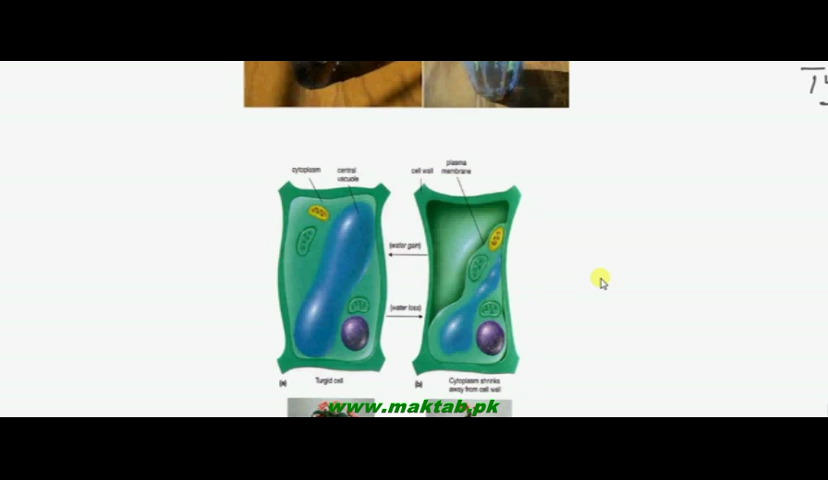 cytoplasm
central
vacuole
cell wall
plasma
membrane
(water gain)
(water loss)
(a)
Turgid cell
(b)
Cytoplasm shrinks
away from cell wall
www.maktab.pk